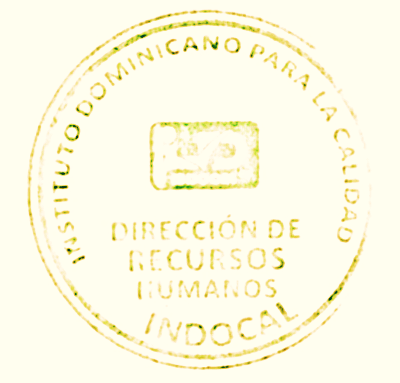 INSTITUTO DOMINICANO PARA LA CALIDAD
DIRECCIÓN DE
RECURSOS
HUMANOS
INDOCAL